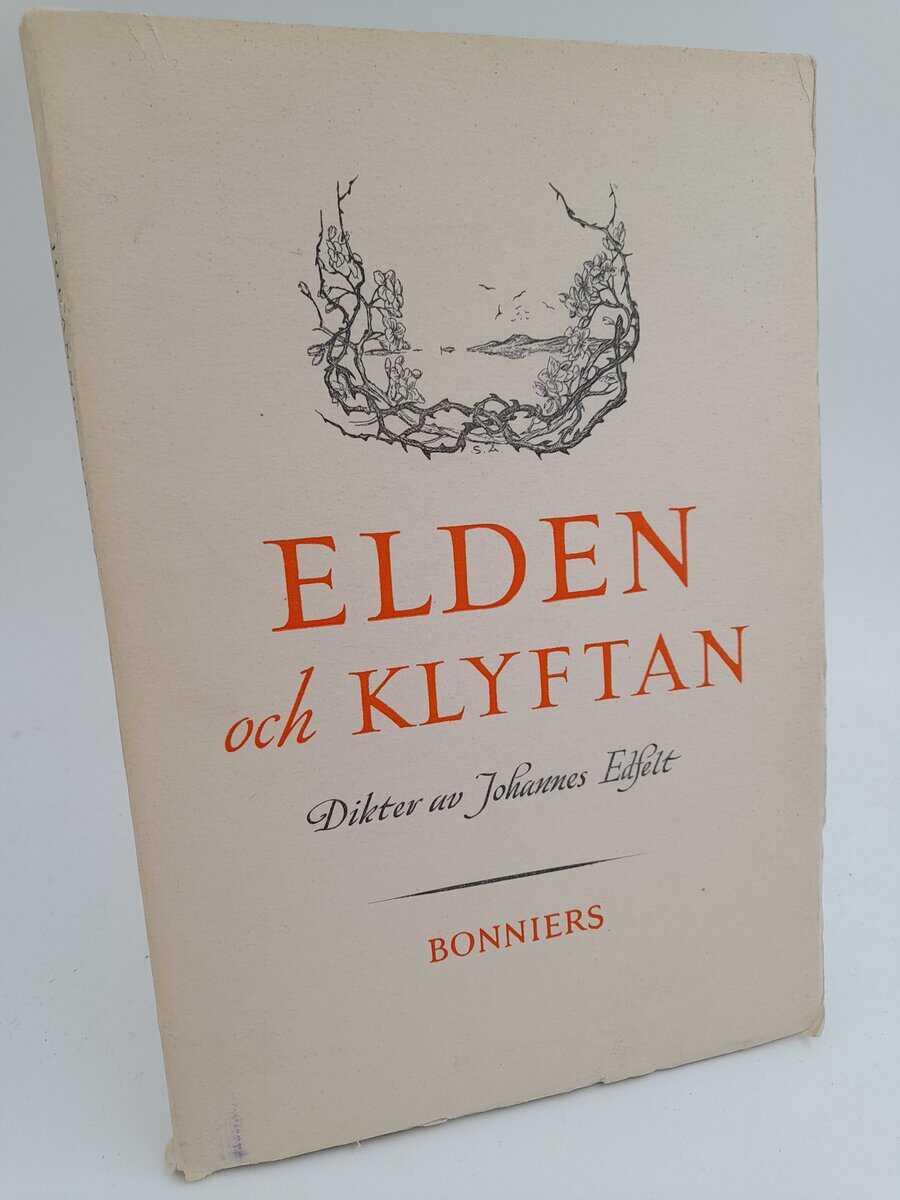 S. Å
ELDEN
och KLYFTAN
Dikter av Johannes Edfelt
BONNIERS